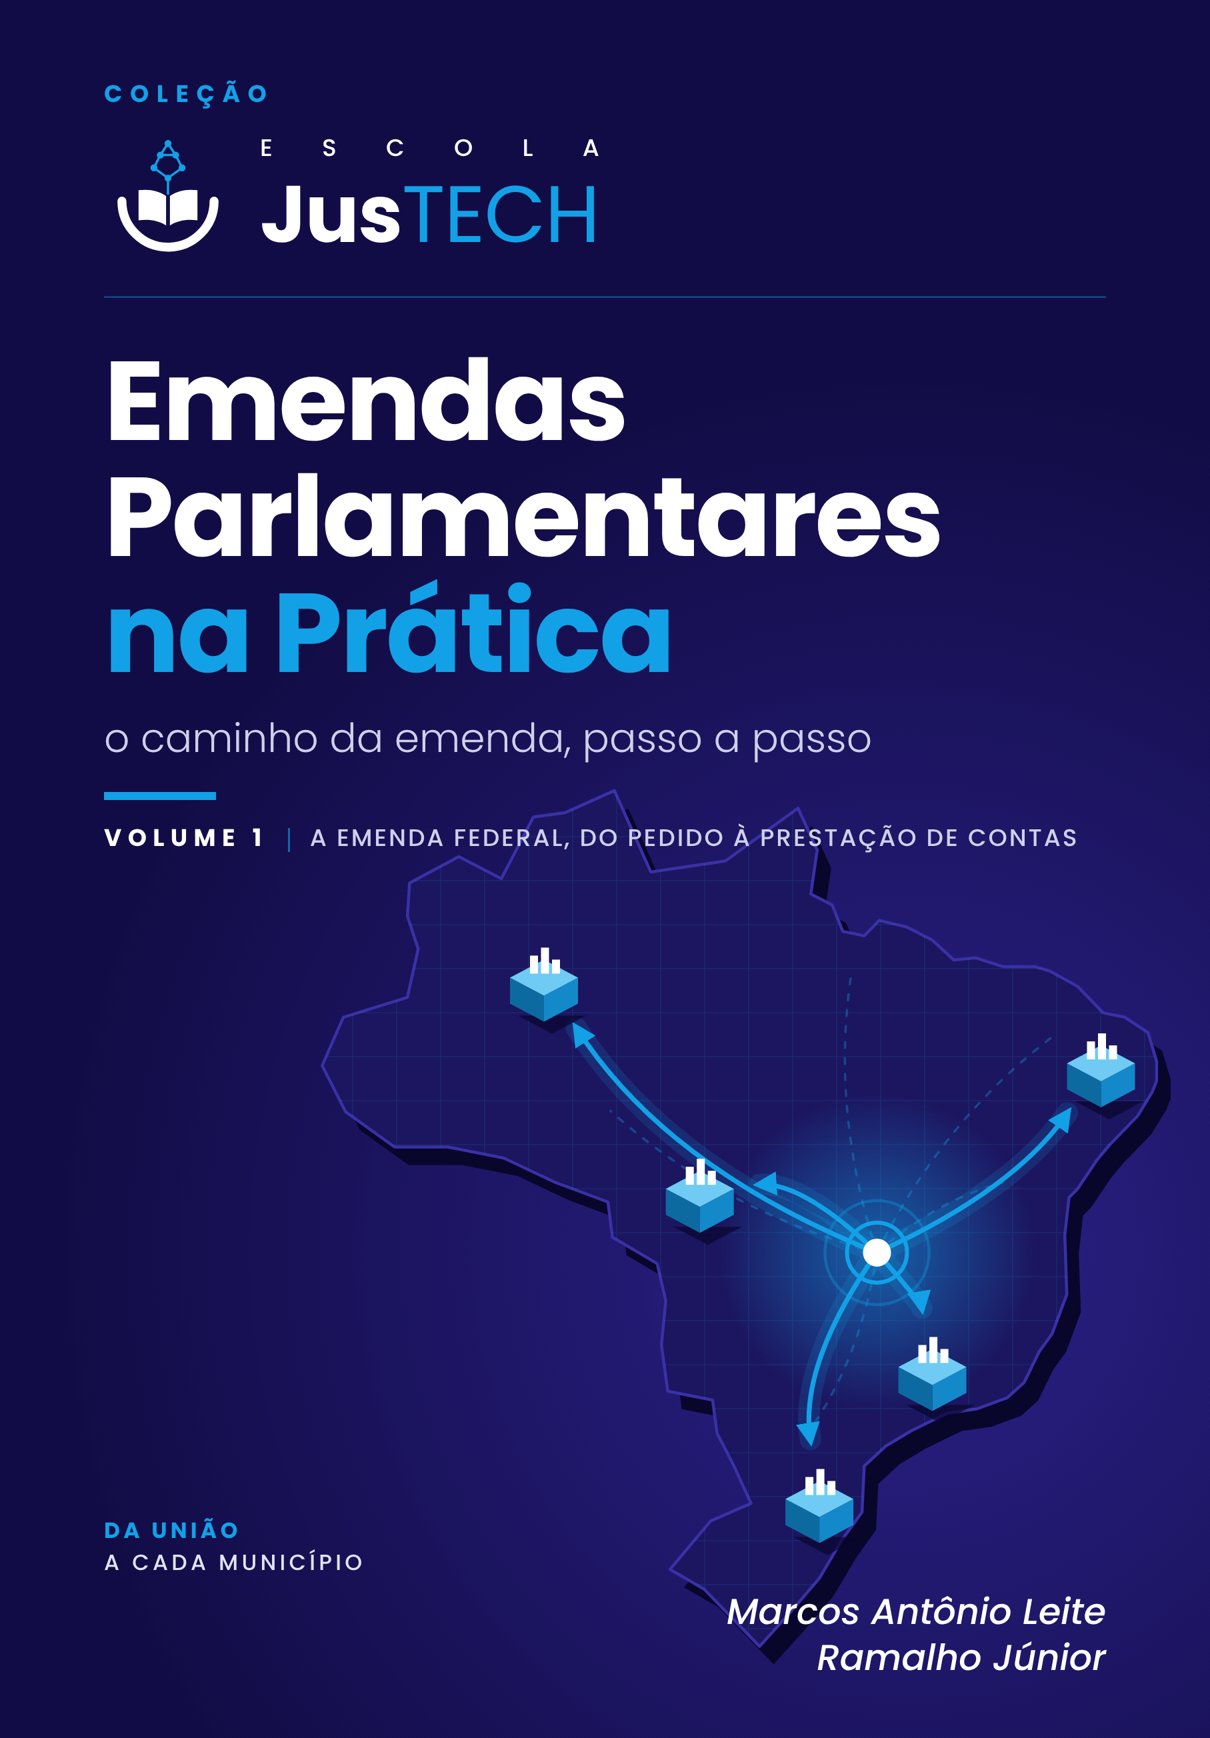 COLEÇÃO
ESCOLA
JusTECH
Emendas
Parlamentares
na Prática
o caminho da emenda, passo a passo
VOLUME 1 | A EMENDA FEDERAL, DO PEDIDO À PRESTAÇÃO DE CONTAS
DA UNIÃO
A CADA MUNICÍPIO
Marcos Antônio Leite
Ramalho Júnior